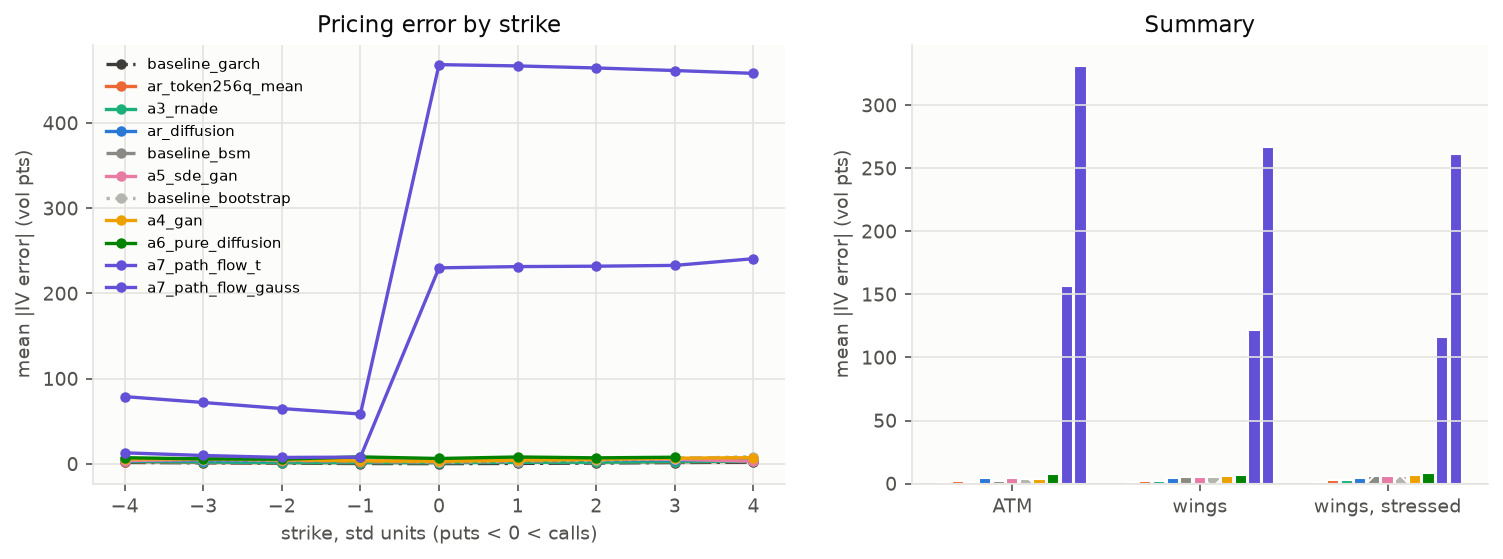 Pricing error by strike
mean |IV error| (vol pts)
400
300
200
100
0
baseline_garch
ar_token256q_mean
a3_rnade
ar_diffusion
baseline_bsm
a5_sde_gan
baseline_bootstrap
a4_gan
a6_pure_diffusion
a7_path_flow_t
a7_path_flow_gauss
−4 −3 −2 −1 0 1 2 3 4
strike, std units (puts < 0 < calls)
Summary
mean |IV error| (vol pts)
300
250
200
150
100
50
0
ATM wings wings, stressed